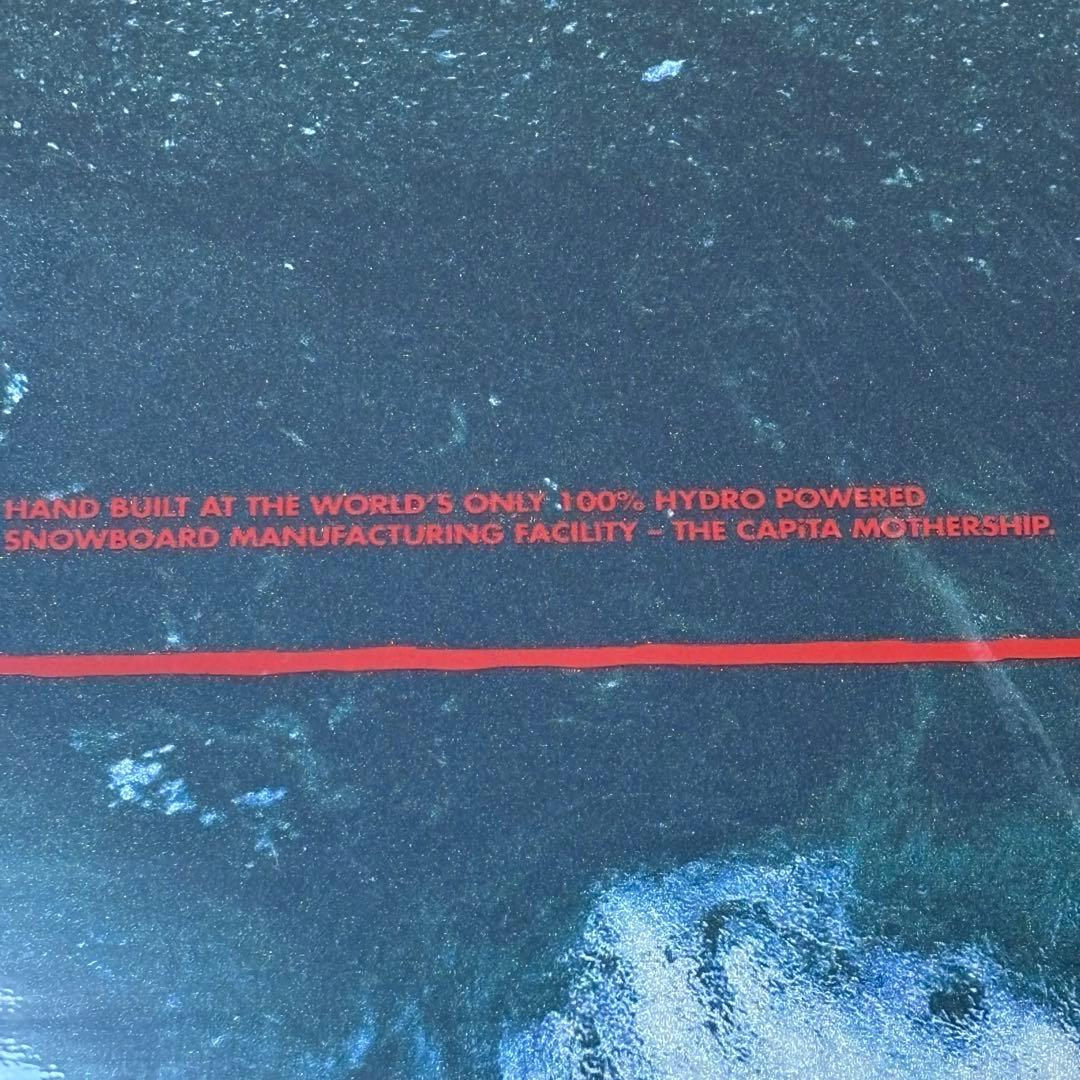 HAND BUILT AT THE WORLD'S ONLY 100% HYDRO POWERED
SNOWBOARD MANUFACTURING FACILITY – THE CAPiTA MOTHERSHIP.